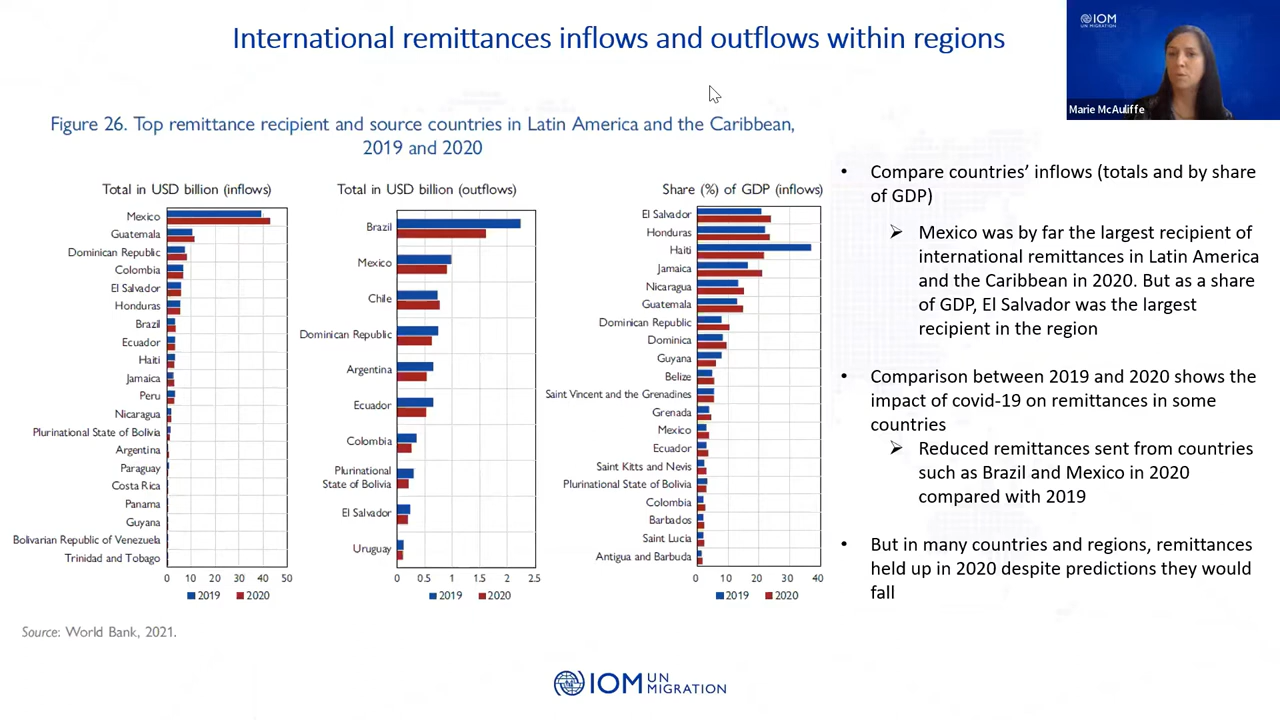 International remittances inflows and outflows within regions
IOM
UN MIGRATION
Marie McAuliffe
Figure 26. Top remittance recipient and source countries in Latin America and the Caribbean,
2019 and 2020
Total in USD billion (inflows)
Mexico
Guatemala
Dominican Republic
Colombia
El Salvador
Honduras
Brazil
Ecuador
Haiti
Jamaica
Peru
Nicaragua
Plurinational State of Bolivia
Argentina
Paraguay
Costa Rica
Panama
Guyana
Bolivarian Republic of Venezuela
Trinidad and Tobago
0 10 20 30 40 50
2019 2020
Total in USD billion (outflows)
Brazil
Mexico
Chile
Dominican Republic
Argentina
Ecuador
Colombia
Plurinational
State of Bolivia
El Salvador
Uruguay
0 0.5 1 1.5 2 2.5
2019 2020
Share (%) of GDP (inflows)
El Salvador
Honduras
Haiti
Jamaica
Nicaragua
Guatemala
Dominican Republic
Dominica
Guyana
Belize
Saint Vincent and the Grenadines
Grenada
Mexico
Ecuador
Saint Kitts and Nevis
Plurinational State of Bolivia
Colombia
Barbados
Saint Lucia
Antigua and Barbuda
0 10 20 30 40
2019 2020
• Compare countries' inflows (totals and by share
of GDP)
➢ Mexico was by far the largest recipient of
international remittances in Latin America
and the Caribbean in 2020. But as a share
of GDP, El Salvador was the largest
recipient in the region
• Comparison between 2019 and 2020 shows the
impact of covid-19 on remittances in some
countries
➢ Reduced remittances sent from countries
such as Brazil and Mexico in 2020
compared with 2019
• But in many countries and regions, remittances
held up in 2020 despite predictions they would
fall
Source: World Bank, 2021.
IOM UN
MIGRATION